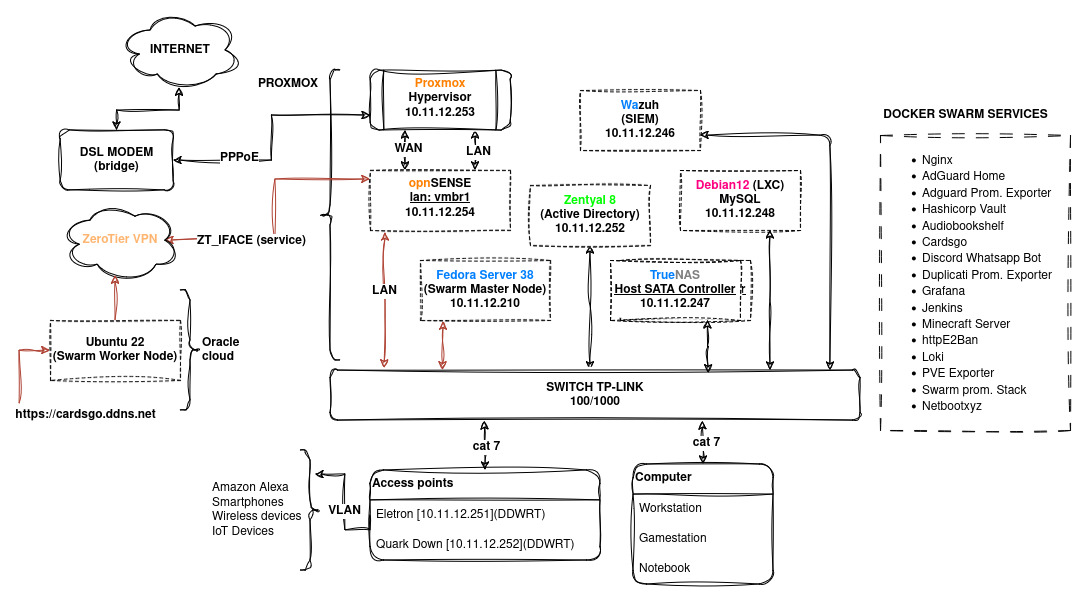 INTERNET
PROXMOX
Proxmox
Hypervisor
10.11.12.253
Wazuh
(SIEM)
10.11.12.246
DOCKER SWARM SERVICES
DSL MODEM
(bridge)
PPPoE
WAN
LAN
opnSENSE
lan: vmbr1
10.11.12.254
Zentyal 8
(Active Directory)
10.11.12.252
Debian12 (LXC)
MySQL
10.11.12.248
Nginx
AdGuard Home
Adguard Prom. Exporter
Hashicorp Vault
Audiobookshelf
Cardsgo
Discord Whatsapp Bot
Duplicati Prom. Exporter
Grafana
Jenkins
Minecraft Server
httpE2Ban
Loki
PVE Exporter
Swarm prom. Stack
Netbootxyz
ZeroTier VPN
ZT_IFACE (service)
LAN
Fedora Server 38
(Swarm Master Node)
10.11.12.210
TrueNAS
Host SATA Controller
10.11.12.247
Ubuntu 22
(Swarm Worker Node)
Oracle
cloud
https://cardsgo.ddns.net
SWITCH TP-LINK
100/1000
cat 7
cat 7
Amazon Alexa
Smartphones
Wireless devices
IoT Devices
VLAN
Access points
Eletron [10.11.12.251](DDWRT)
Quark Down [10.11.12.252](DDWRT)
Computer
Workstation
Gamestation
Notebook